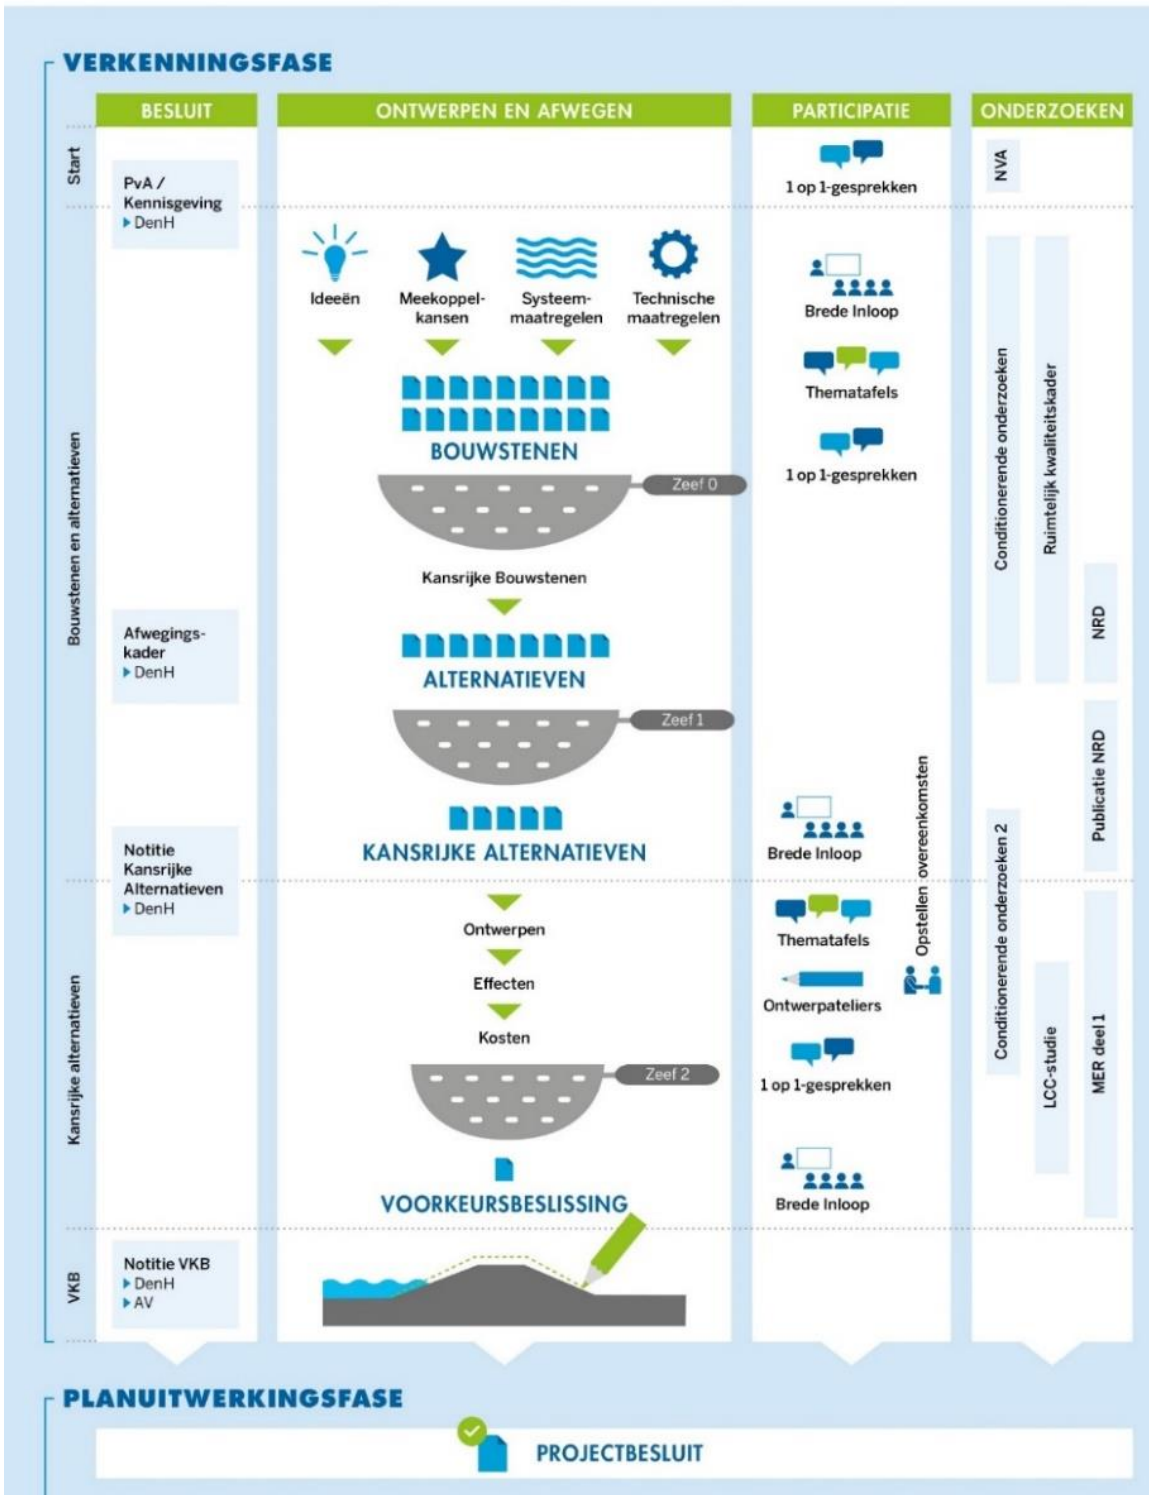 VERKENNINGSFASE
BESLUIT
ONTWERPEN EN AFWEGEN
PARTICIPATIE
ONDERZOEKEN
Start
PvA /
Kennisgeving
DenH
1 op 1-gesprekken
NVA
Bouwstenen en alternatieven
Ideeën
Meekoppel-
kansen
Systeem-
maatregelen
Technische
maatregelen
BOUWSTENEN
Zeef 0
Kansrijke Bouwstenen
Afwegings-
kader
DenH
ALTERNATIEVEN
Zeef 1
KANSRIJKE ALTERNATIEVEN
Notitie
Kansrijke
Alternatieven
DenH
Brede Inloop
Thematafels
1 op 1-gesprekken
Brede Inloop
Conditionerende onderzoeken
Ruimtelijk kwaliteitskader
NRD
Publicatie NRD
Kansrijke alternatieven
Ontwerpen
Effecten
Kosten
Zeef 2
VOORKEURSBESLISSING
Thematafels
Ontwerpateliers
1 op 1-gesprekken
Brede Inloop
Opstellen overeenkomsten
Conditionerende onderzoeken 2
LCC-studie
MER deel 1
VKB
Notitie VKB
DenH
AV
PLANUITWERKINGSFASE
PROJECTBESLUIT